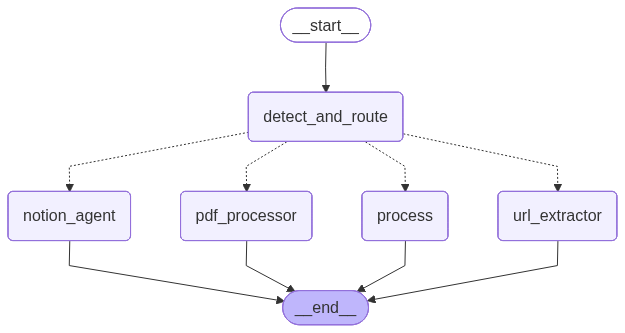 __start__
detect_and_route
notion_agent
pdf_processor
process
url_extractor
__end__